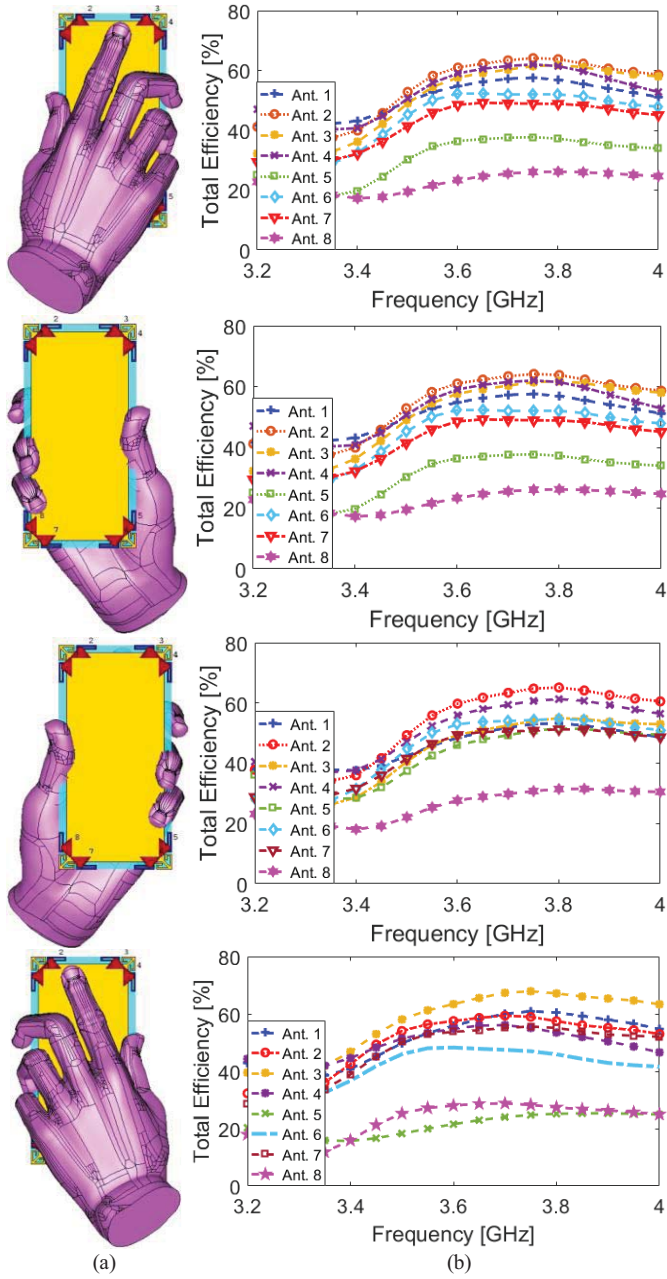 2
3
4
5
80
60
40
20
0
Total Efficiency [%]
Ant. 1
Ant. 2
Ant. 3
Ant. 4
Ant. 5
Ant. 6
Ant. 7
Ant. 8
3.2
3.4
3.6
3.8
4
Frequency [GHz]
2
3
4
8
7
5
80
60
40
20
0
Total Efficiency [%]
Ant. 1
Ant. 2
Ant. 3
Ant. 4
Ant. 5
Ant. 6
Ant. 7
Ant. 8
3.2
3.4
3.6
3.8
4
Frequency [GHz]
2
3
4
8
7
5
80
60
40
20
0
Total Efficiency [%]
Ant. 1
Ant. 2
Ant. 3
Ant. 4
Ant. 5
Ant. 6
Ant. 7
Ant. 8
3.2
3.4
3.6
3.8
4
Frequency [GHz]
2
3
4
80
60
40
20
0
Total Efficiency [%]
Ant. 1
Ant. 2
Ant. 3
Ant. 4
Ant. 5
Ant. 6
Ant. 7
Ant. 8
3.2
3.4
3.6
3.8
4
Frequency [GHz]
(a)
(b)